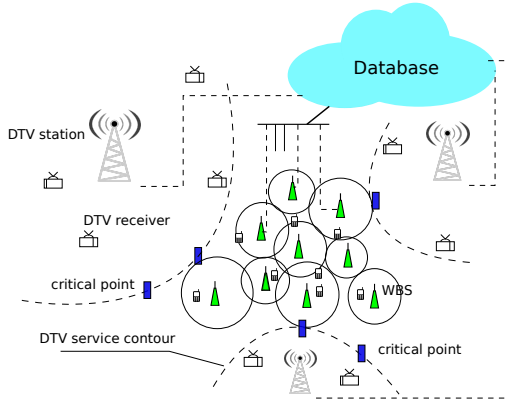 Database
DTV station
DTV receiver
critical point
WBS
DTV service contour
critical point